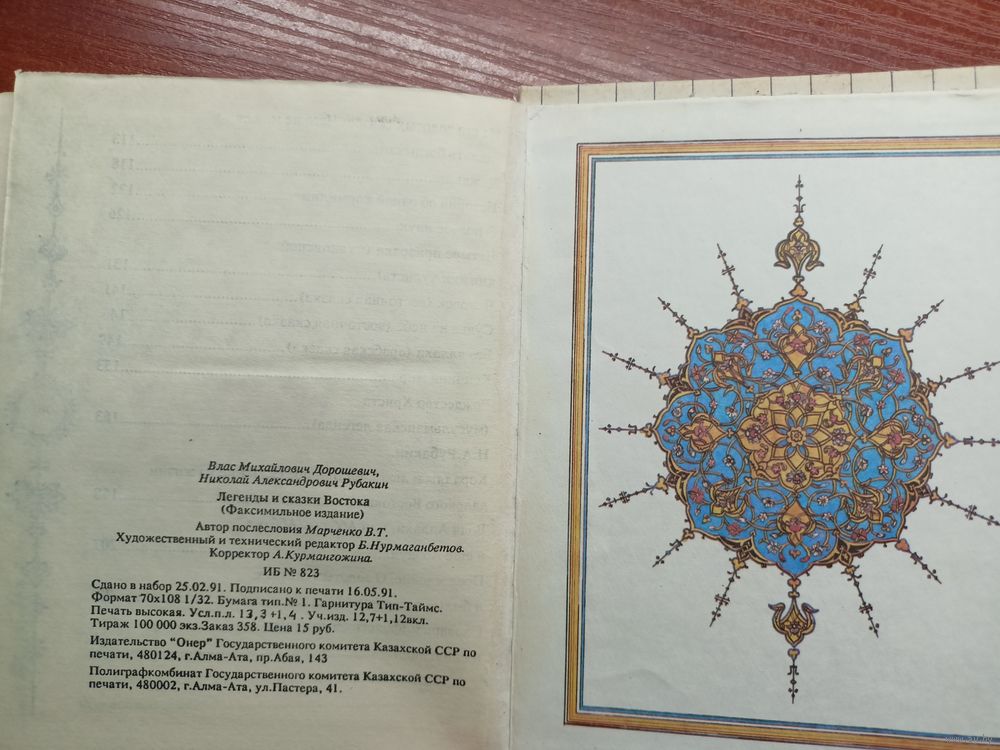 Влас Михайлович Дорошевич,
Николай Александрович Рубакин
Легенды и сказки Востока
(Факсимильное издание)
Автор послесловия Марченко В.Т.
Художественный и технический редактор Б.Нурмаганбетов.
Корректор А.Курмангожина.
ИБ № 823
Сдано в набор 25.02.91. Подписано к печати 16.05.91.
Формат 70х108 1/32. Бумага тип.№ 1. Гарнитура Тип-Таймс.
Печать высокая. Усл.п.л. 13,3+1,4. Уч.изд. 12,7+1,12вкл.
Тираж 100 000 экз.Заказ 358. Цена 15 руб.
Издательство "Онер" Государственного комитета Казахской ССР по
печати, 480124, г.Алма-Ата, пр.Абая, 143
Полиграфкомбинат Государственного комитета Казахской ССР по
печати, 480002, г.Алма-Ата, ул.Пастера, 41.